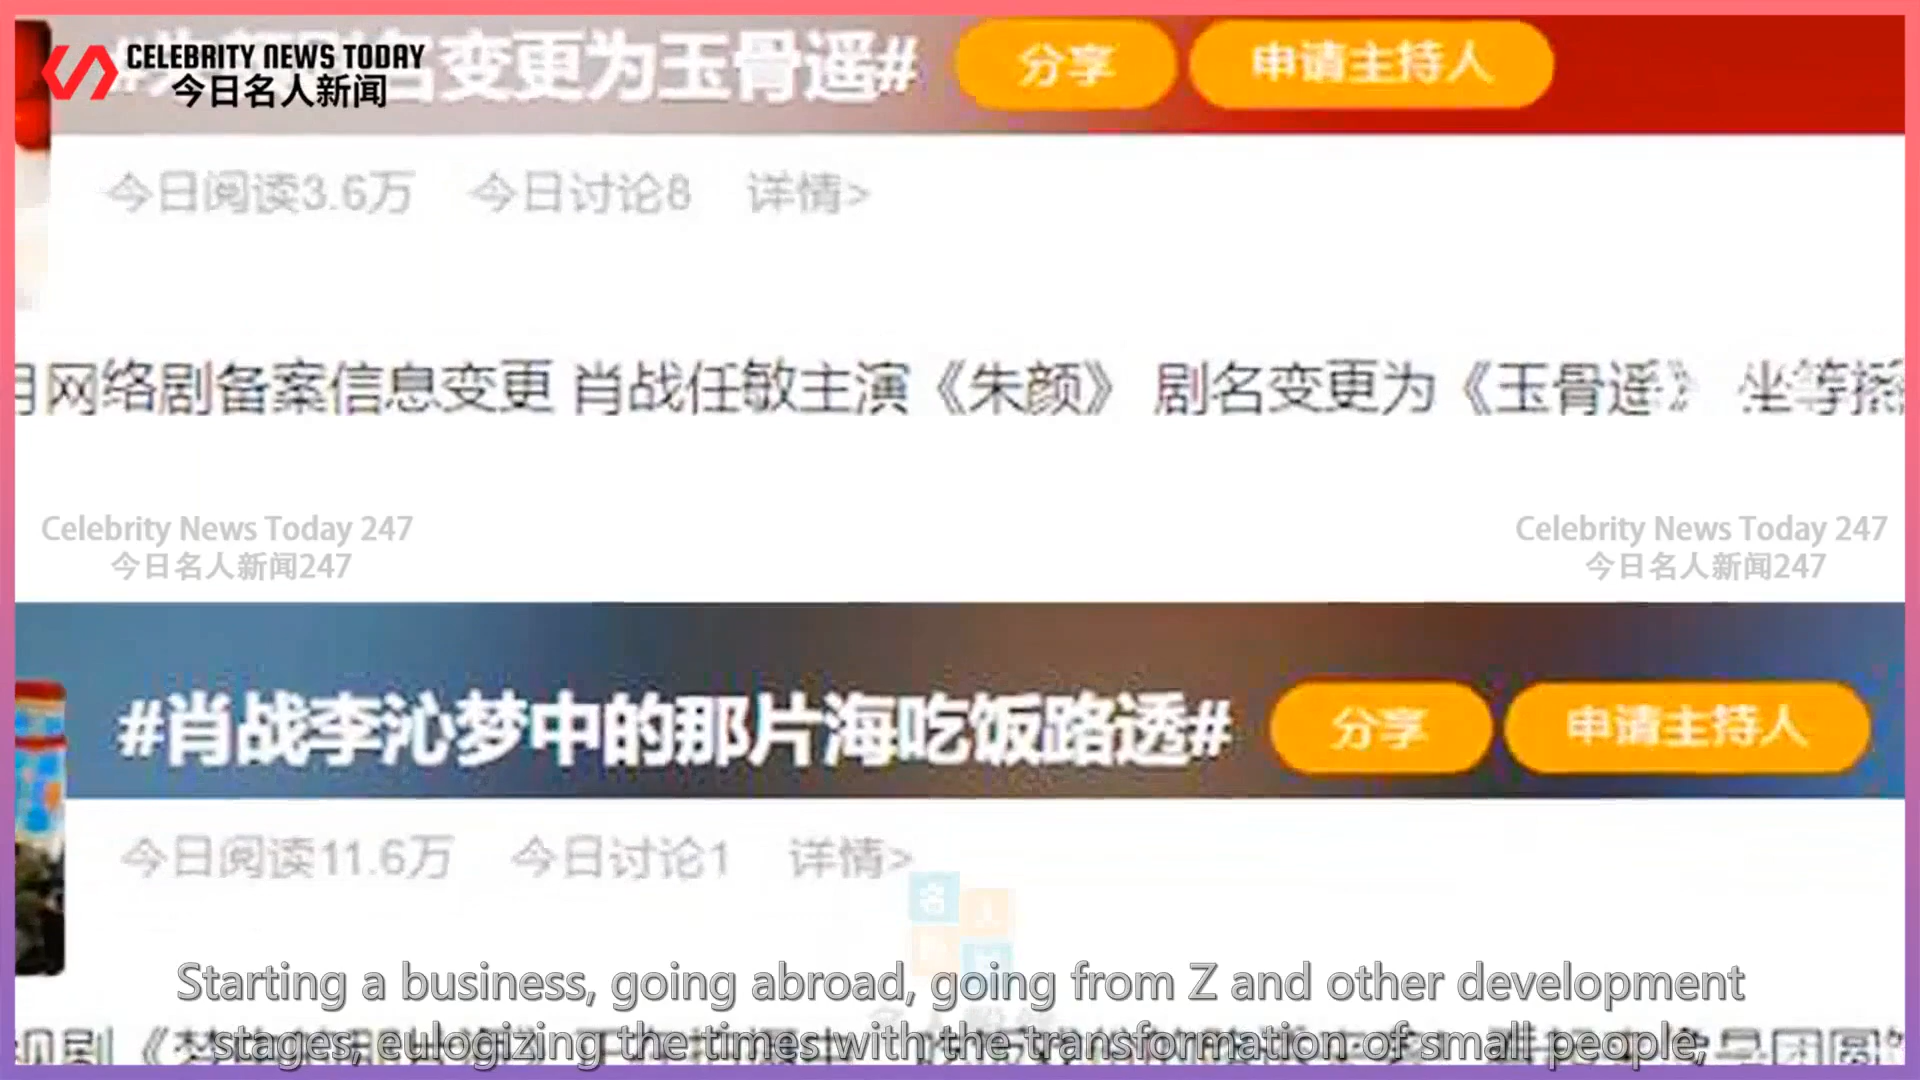 CELEBRITY NEWS TODAY
今日名人新闻
名变更为玉骨遥#
分享
申请主持人
今日阅读3.6万 今日讨论8 详情>
月网络剧备案信息变更 肖战任敏主演《朱颜》 剧名变更为《玉骨遥》 坐等
Celebrity News Today 247
今日名人新闻247
Celebrity News Today 247
今日名人新闻247
#肖战李沁梦中的那片海吃饭路透#
分享
申请主持人
今日阅读11.6万 今日讨论1 详情>
Starting a business, going abroad, going from Z and other development
stages, eulogizing the times with the transformation of small people,